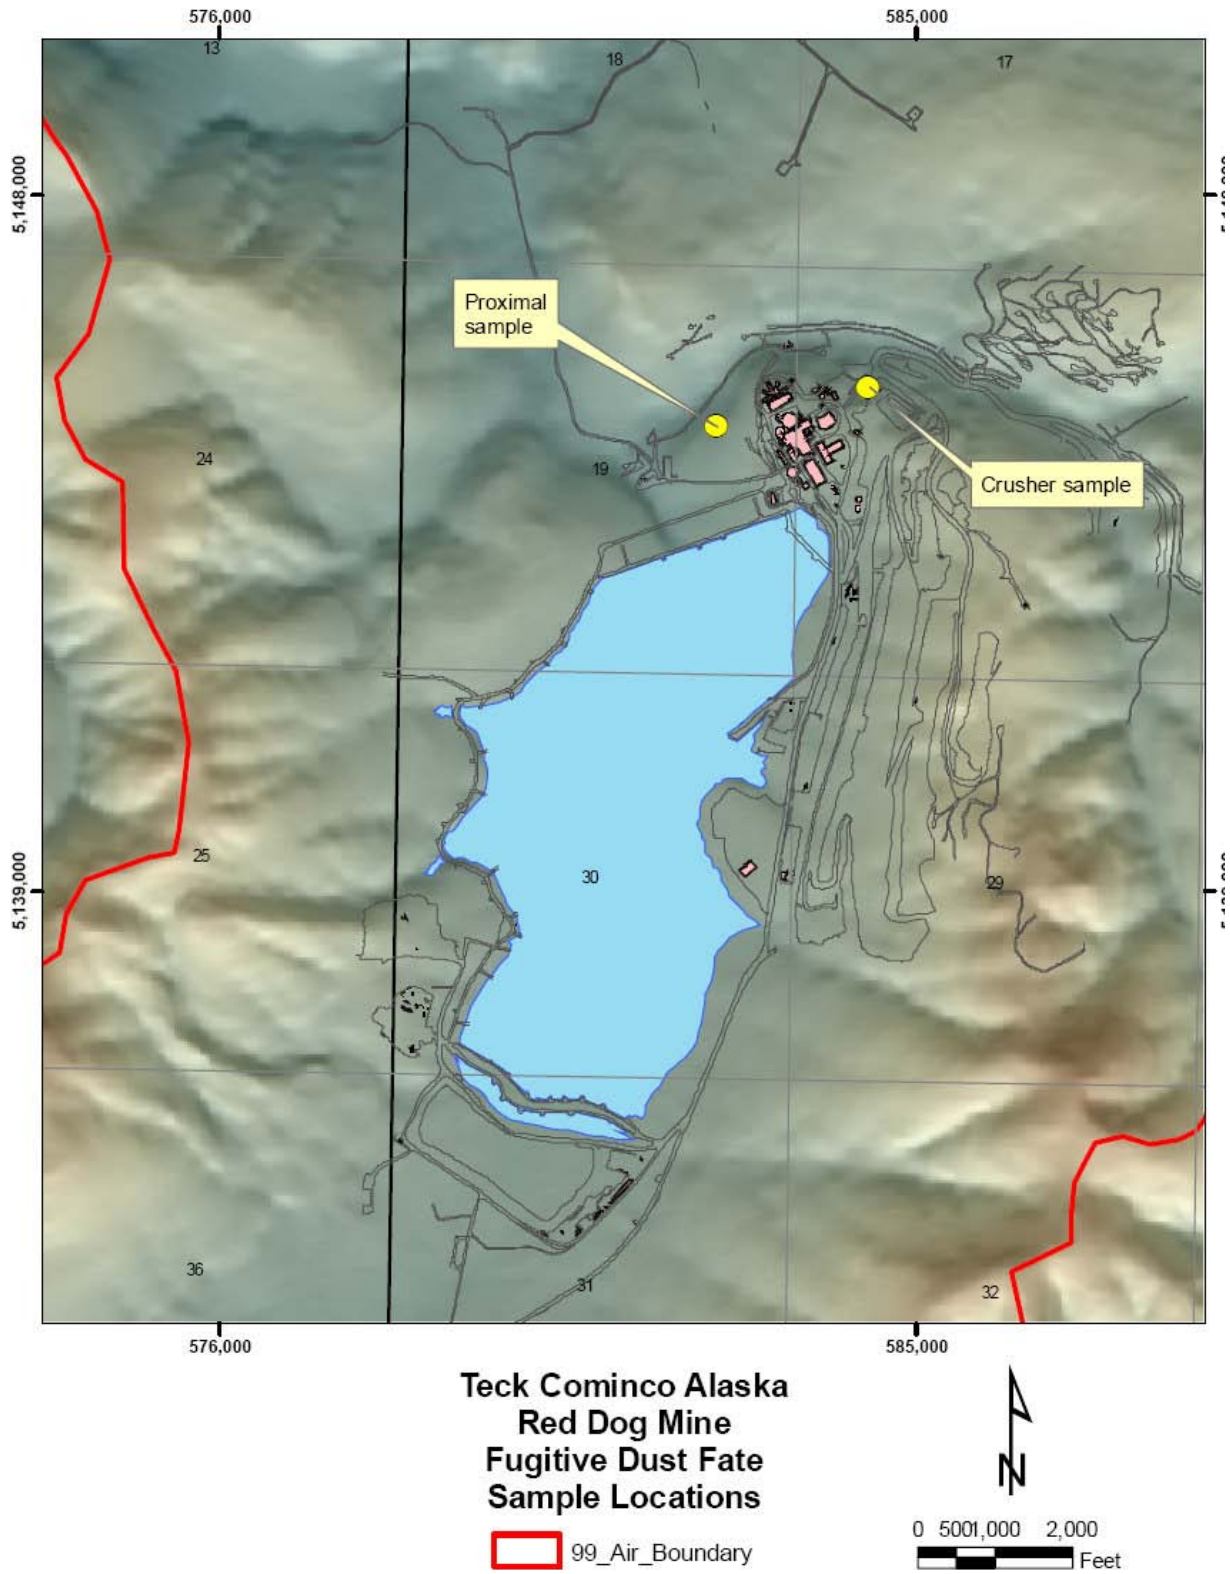 576,000
585,000
13
18
17
5,148,000
Proximal
sample
24
19
Crusher sample
25
30
29
5,139,000
36
31
32
576,000
585,000
Teck Cominco Alaska
Red Dog Mine
Fugitive Dust Fate
Sample Locations
N
99_Air_Boundary
0 500 1,000 2,000
Feet